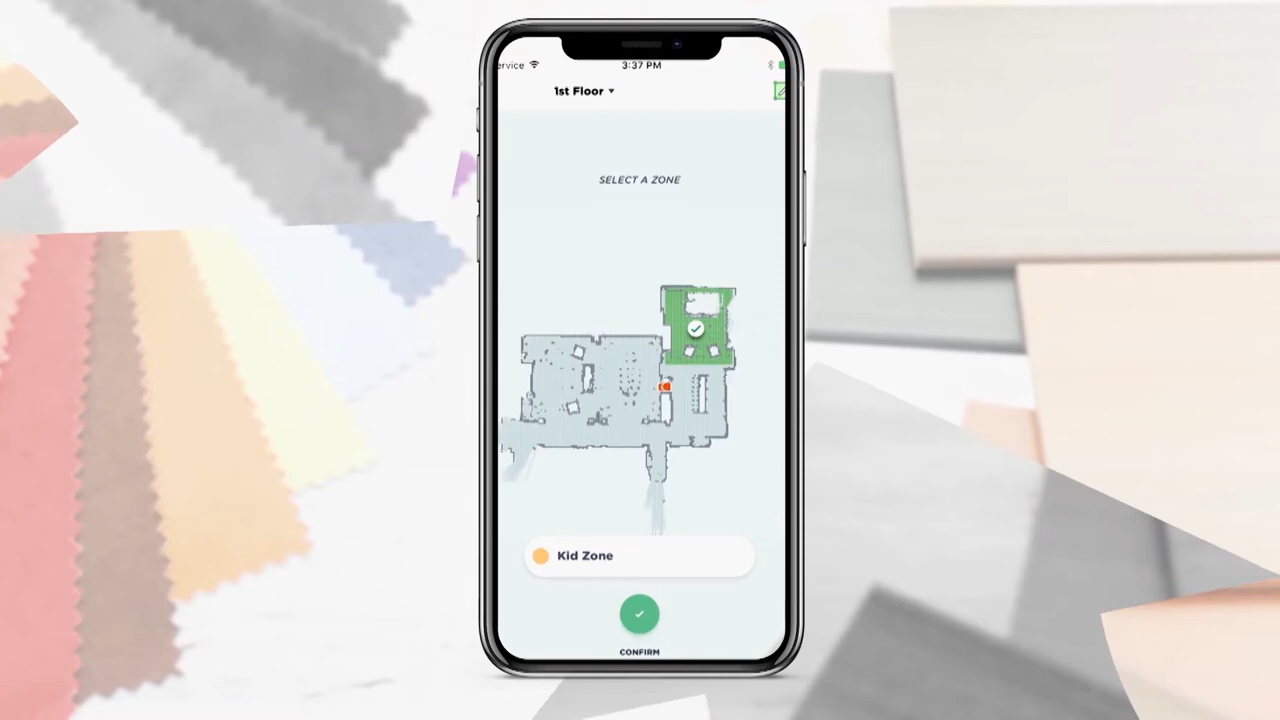 ervice 3:37 PM
1st Floor
SELECT A ZONE
Kid Zone
CONFIRM